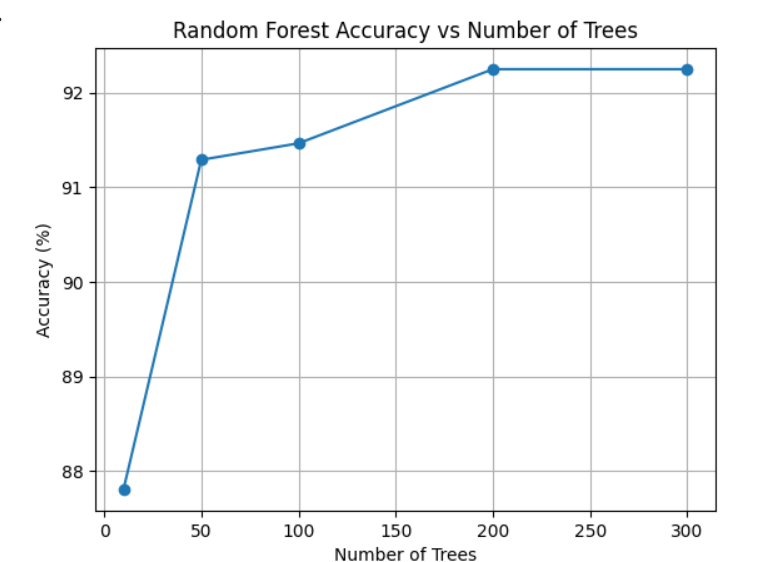 Random Forest Accuracy vs Number of Trees
92
91
90
89
88
Accuracy (%)
0 50 100 150 200 250 300
Number of Trees